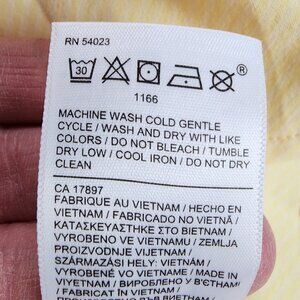 RN 54023
30
®
1166
MACHINE WASH COLD GENTLE
CYCLE / WASH AND DRY WITH LIKE
COLORS / DO NOT BLEACH / TUMBLE
DRY LOW / COOL IRON / DO NOT DRY
CLEAN
CA 17897
FABRIQUE AU VIETNAM / HECHO EN
VIETNAM / FABRICADO NO VIETNÃ /
ΚΑΤΑΣΚΕΥΑΣΤΗΚΕ ΣΤΟ ΒΙΕΤΝΑΜ /
VYROBENO VE VIETNAMU / ZEMLJA
PROIZVODNJE: VIJETNAM /
SZÁRMAZÁSI HELY: VIETNAM /
VYROBENÉ VO VIETNAME / MADE IN
VIYETNAM / WYPRODUKOWANO W
/ FABRICAT ÎN VIETNAM /